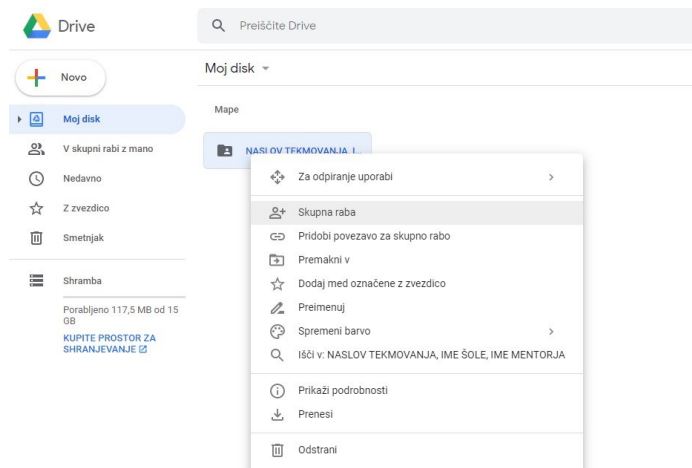 Drive
Preiščite Drive
Novo
Moj disk
Mape
Moj disk
NASLOV TEKMOVANJA, I...
V skupni rabi z mano
Nedavno
Z zvezdico
Smetnjak
Shramba
Porabljeno 117,5 MB od 15
GB
KUPITE PROSTOR ZA
SHRANJEVANJE
Za odpiranje uporabi
Skupna raba
Pridobi povezavo za skupno rabo
Premakni v
Dodaj med označene z zvezdico
Preimenuj
Spremeni barvo
Išči v: NASLOV TEKMOVANJA, IME ŠOLE, IME MENTORJA
Prikaži podrobnosti
Prenesi
Odstrani